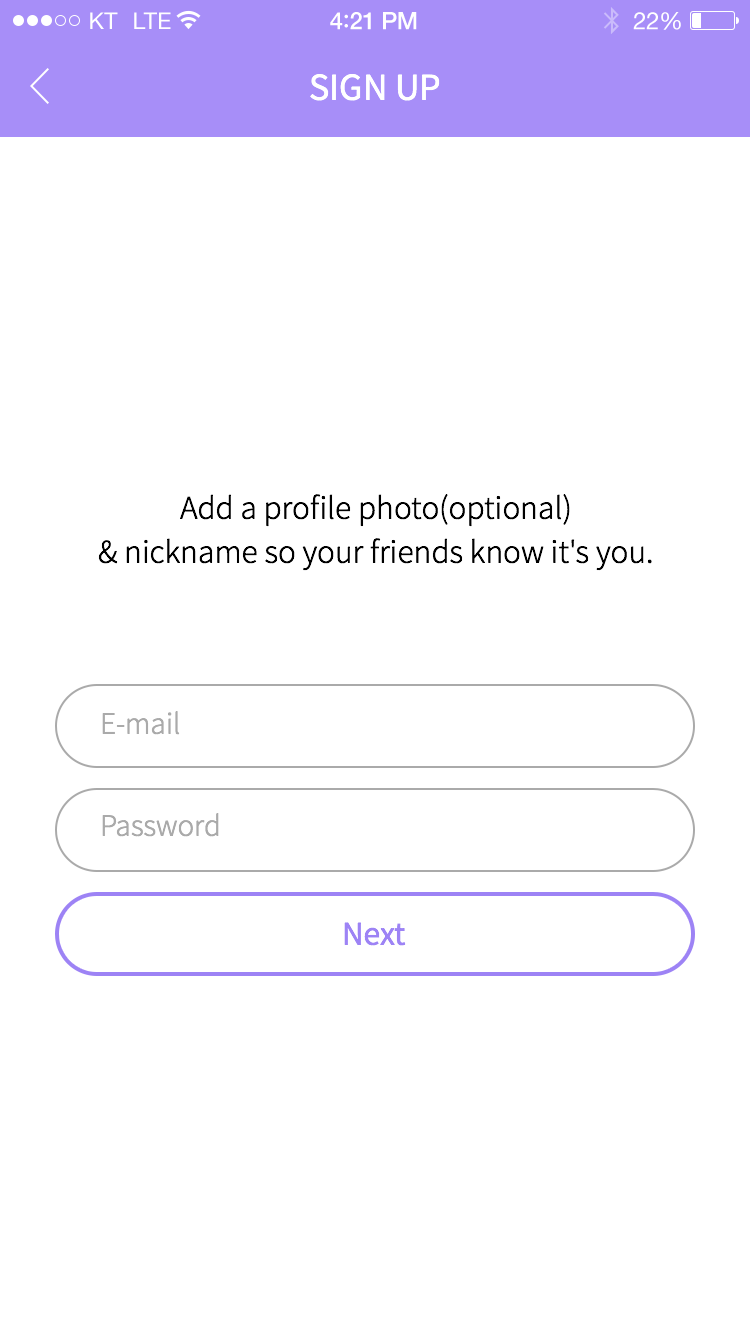 KT LTE 4:21 PM 22%
SIGN UP
Add a profile photo(optional)
& nickname so your friends know it's you.
E-mail
Password
Next